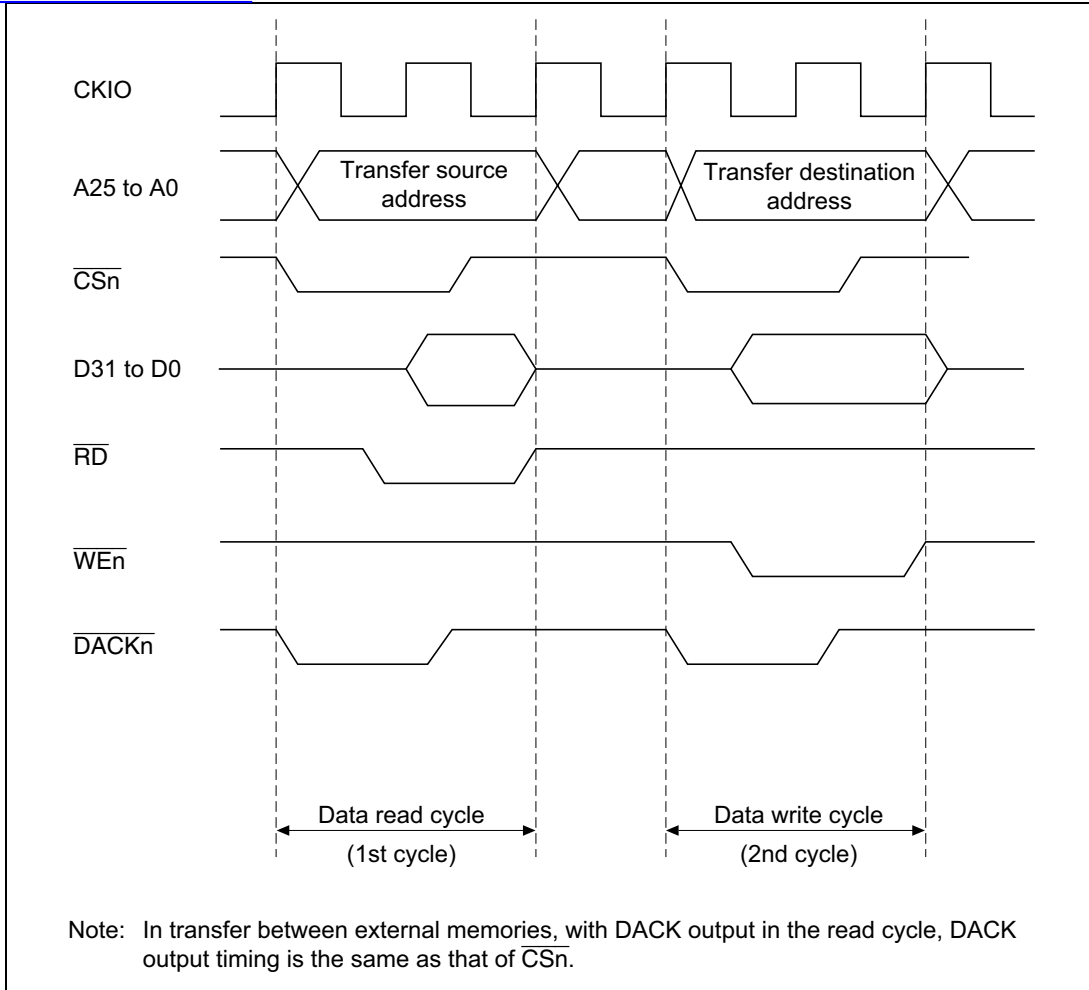 CKIO
A25 to A0
Transfer source
address
Transfer destination
address
CSn
D31 to D0
RD
WEn
DACKn
Data read cycle
(1st cycle)
Data write cycle
(2nd cycle)
Note: In transfer between external memories, with DACK output in the read cycle, DACK
output timing is the same as that of CSn.